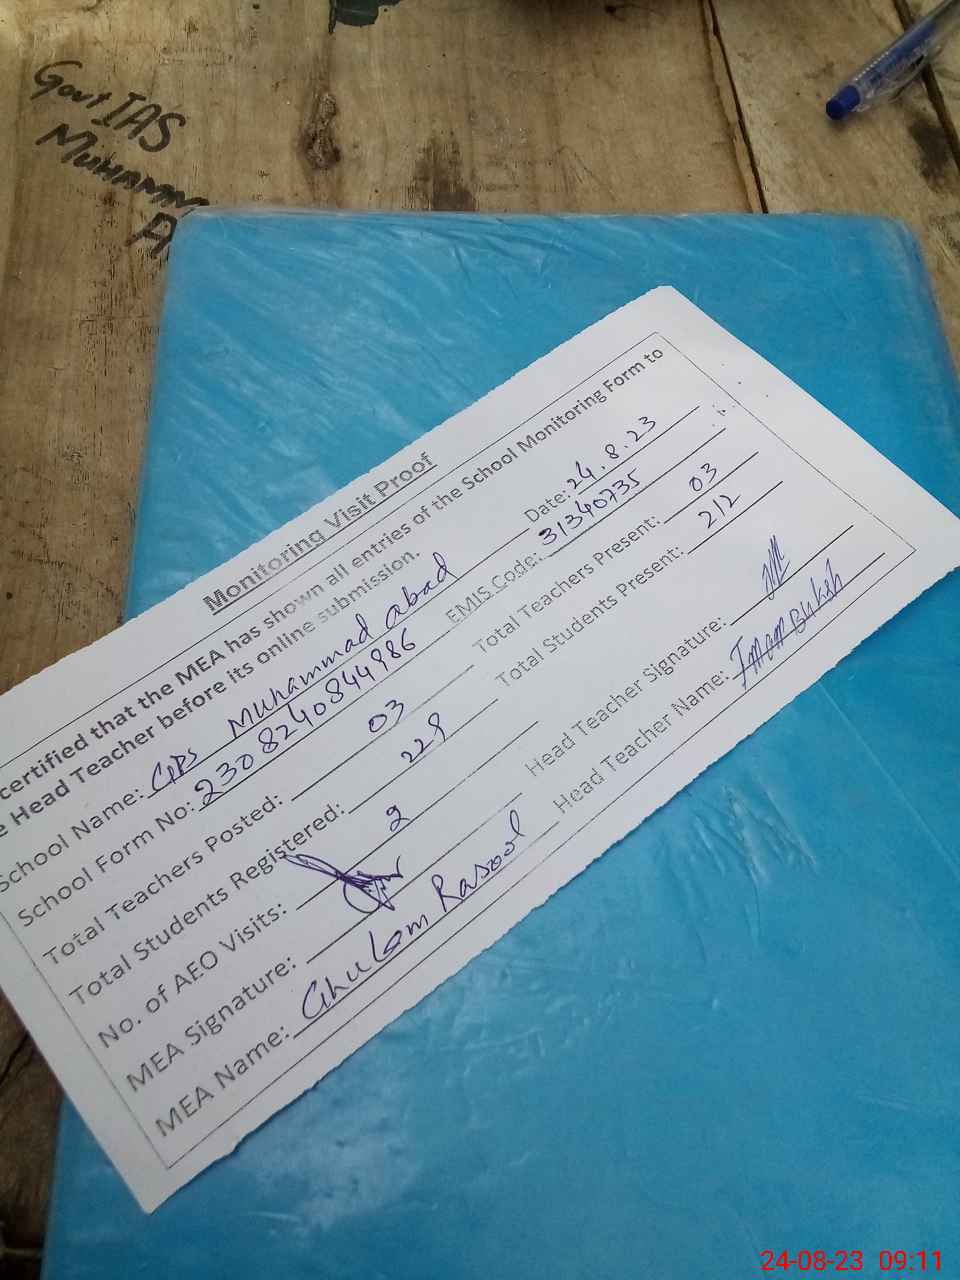 Govt IAS
MUHAMM
A
Monitoring Visit Proof
certified that the MEA has shown all entries of the School Monitoring Form to
e Head Teacher before its online submission.
School Name: GPS Muhammad abad Date: 24.8.23
School Form No: 2308240844986 EMIS Code: 31340735
Total Teachers Posted: 03 Total Teachers Present: 03
Total Students Registered: 229 Total Students Present: 212
No. of AEO Visits: 2
MEA Signature: Head Teacher Signature:
MEA Name: Ghulam Rasool Head Teacher Name: Imam Buksh
24-08-23 09:11